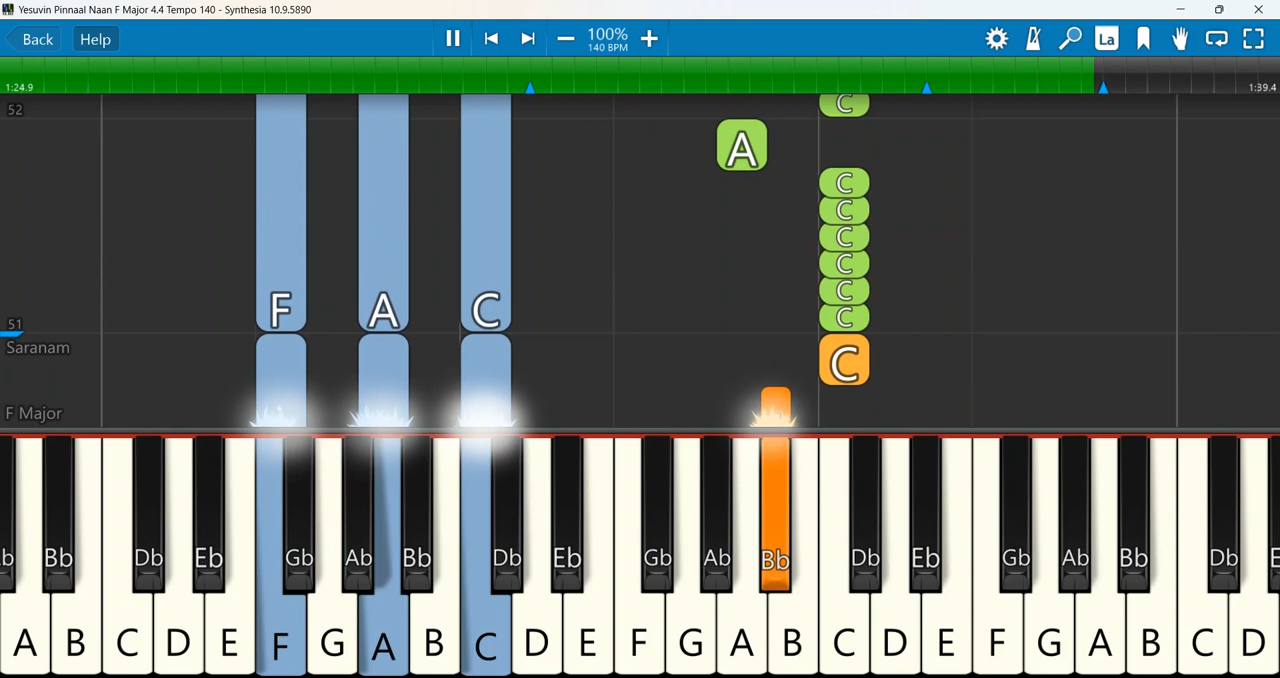 Yesuvin Pinnaal Naan F Major 4.4 Tempo 140 - Synthesia 10.9.5890
Back Help 100% La
140 BPM
1:24.9 1:39.4
52 C
A
C
C
C
C
C
F A C C
51
Saranam C
F Major
Bb Db Eb Gb Ab Bb Db Eb Gb Ab Bb Db Eb Gb Ab Bb Db
A B C D E F G A B C D E F G A B C D E F G A B C D